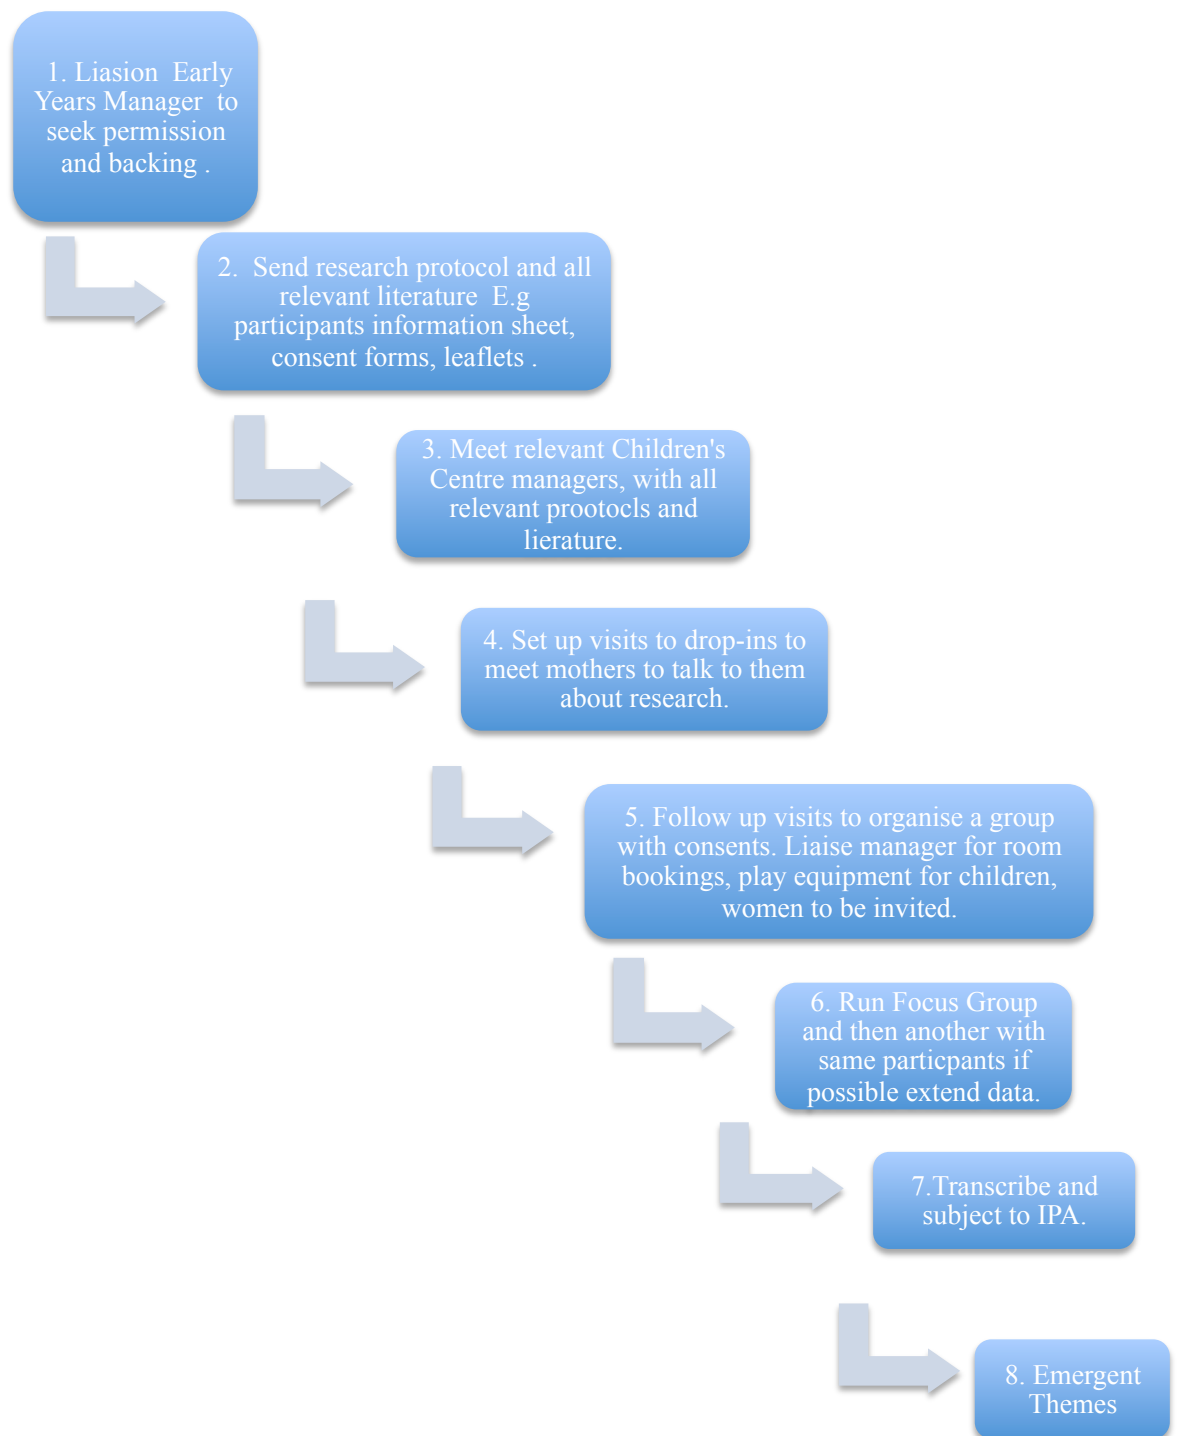 1. Liasion  Early
Years Manager  to
seek permission
and backing .
2.  Send research protocol and all
relevant literature  E.g
participants information sheet,
consent forms, leaflets .
3. Meet relevant Children's
Centre managers, with all
relevant prootocls and
lierature.
4. Set up visits to drop-ins to
meet mothers to talk to them
about research.
5. Follow up visits to organise a group
with consents. Liaise manager for room
bookings, play equipment for children,
women to be invited.
6. Run Focus Group
and then another with
same particpants if
possible extend data.
7.Transcribe and
subject to IPA.
8. Emergent
Themes